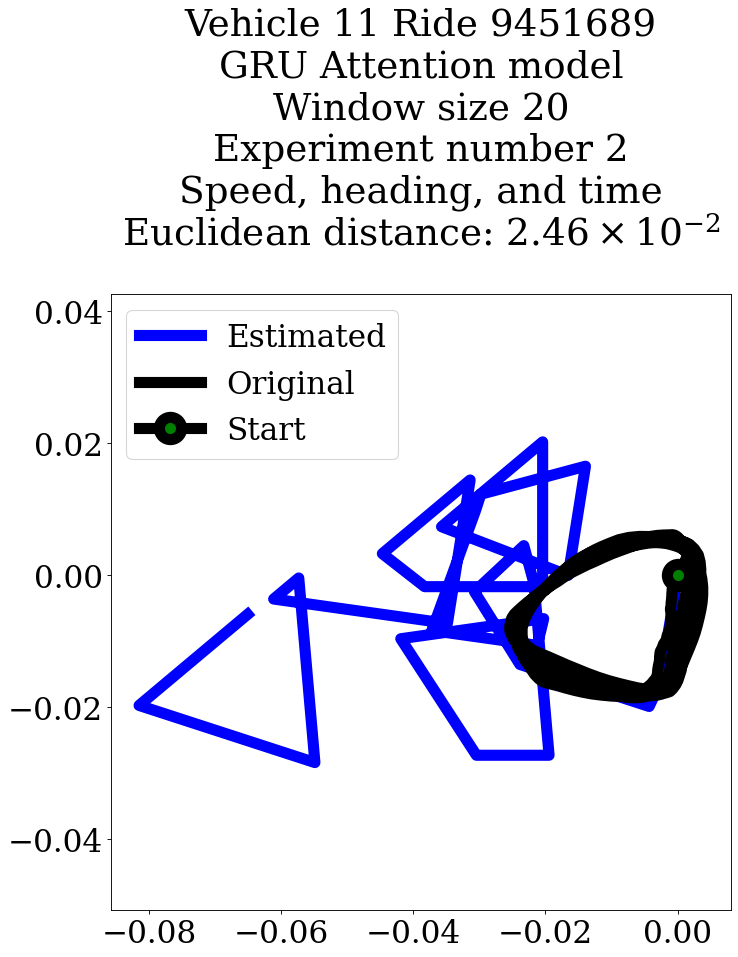 Vehicle 11 Ride 9451689
GRU Attention model
Window size 20
Experiment number 2
Speed, heading, and time
Euclidean distance: 2.46 × 10⁻²
0.04
Estimated
Original
Start
0.02
0.00
−0.02
−0.04
−0.08 −0.06 −0.04 −0.02 0.00